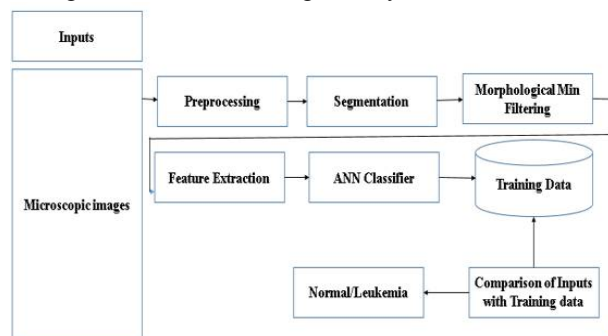 Inputs
Preprocessing
Segmentation
Morphological Min
Filtering
Microscopic images
Feature Extraction
ANN Classifier
Training Data
Normal/Leukemia
Comparison of Inputs
with Training data